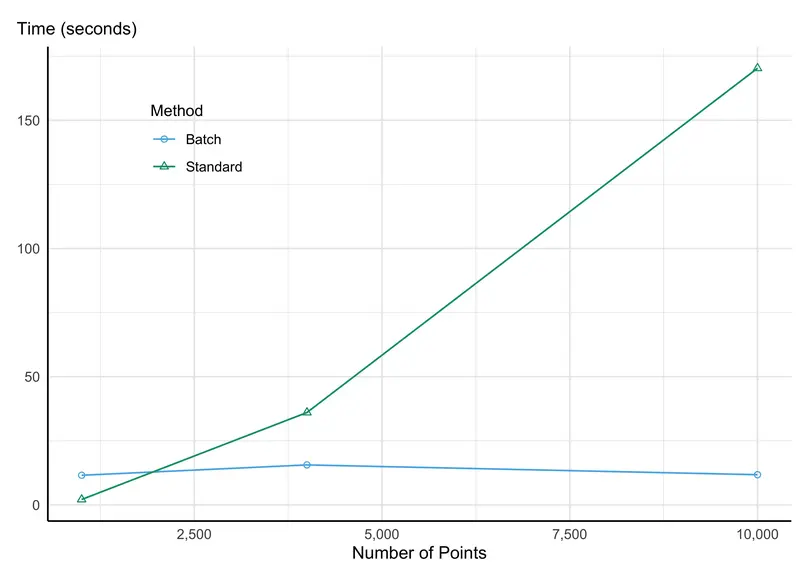 Time (seconds)
150
100
50
0
Method
Batch
Standard
2,500
5,000
7,500
10,000
Number of Points